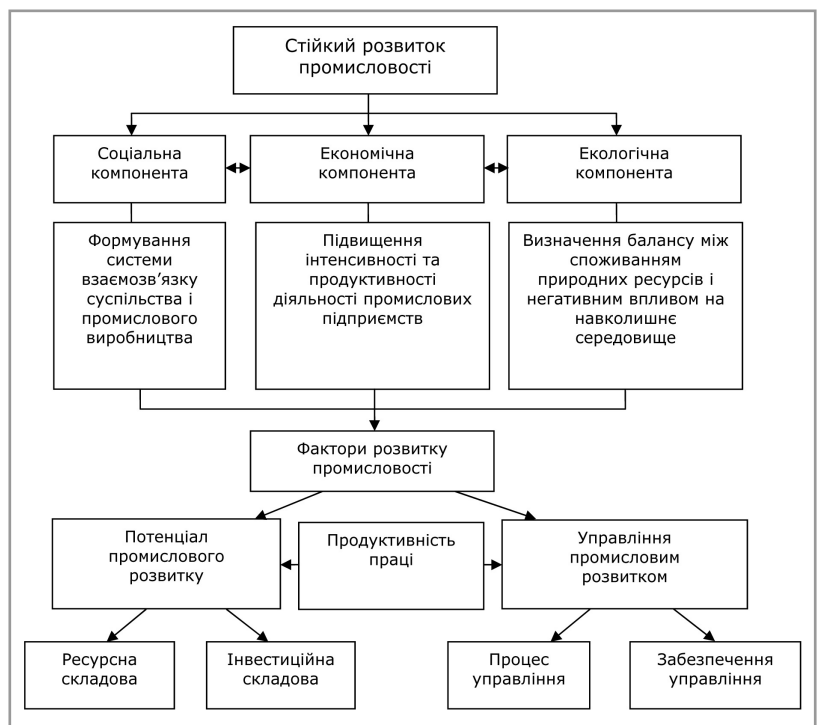 Стійкий розвиток
промисловості
Соціальна
компонента
Економічна
компонента
Екологічна
компонента
Формування
системи
взаємозв’язку
суспільства і
промислового
виробництва
Підвищення
інтенсивності та
продуктивності
діяльності промислових
підприємств
Визначення балансу між
споживанням
природних ресурсів і
негативним впливом на
навколишнє
середовище
Фактори розвитку
промисловості
Потенціал
промислового
розвитку
Продуктивність
праці
Управління
промисловим
розвитком
Ресурсна
складова
Інвестиційна
складова
Процес
управління
Забезпечення
управління